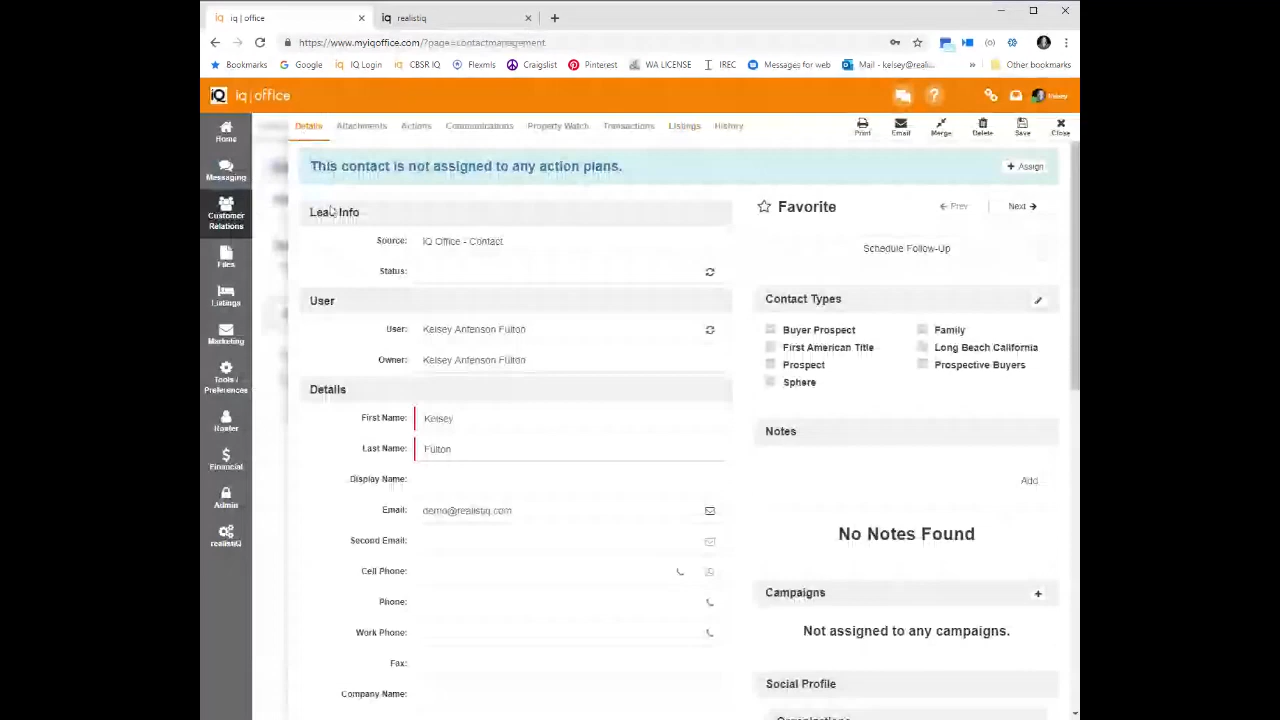 iq | office
realistiq
https://www.myiqoffice.com/?page=contactmanagement
Bookmarks Google IQ Login CBSR IQ Flexmls Craigslist Pinterest WA LICENSE IREC Messages for web Mail - kelsey@reali... » Other bookmarks
iQ iq | office
Details Attachments Actions Communications Property Watch Transactions Listings History Print Email Merge Delete Save Close
Home
Messaging
Customer Relations
Files
Listings
Marketing
Tools / Preferences
Roster
Financial
Admin
realistiQ
This contact is not assigned to any action plans. + Assign
Lead Info
Source: IQ Office - Contact
Status:
User
User: Kelsey Anfenson Fulton
Owner: Kelsey Anfenson Fulton
Details
First Name: Kelsey
Last Name: Fulton
Display Name:
Email: demo@realistiq.com
Second Email:
Cell Phone:
Phone:
Work Phone:
Fax:
Company Name:
Favorite Prev Next
Schedule Follow-Up
Contact Types
Buyer Prospect Family
First American Title Long Beach California
Prospect Prospective Buyers
Sphere
Notes
Add
No Notes Found
Campaigns +
Not assigned to any campaigns.
Social Profile
Organizations